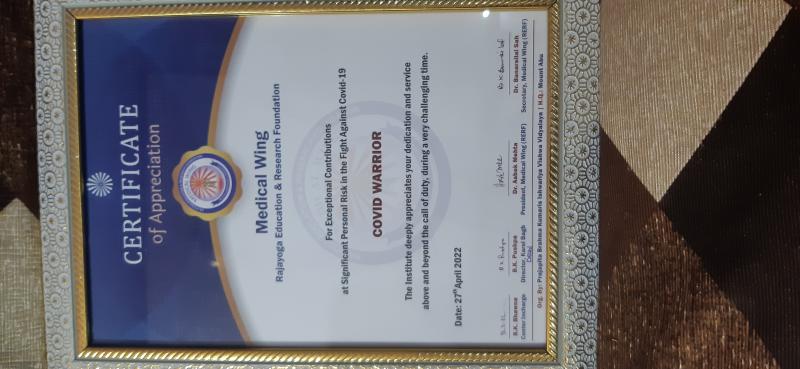 CERTIFICATE
of Appreciation
Medical Wing
Rajayoga Education & Research Foundation
For Exceptional Contributions
at Significant Personal Risk in the Fight Against Covid-19
COVID WARRIOR
The Institute deeply appreciates your dedication and service
above and beyond the call of duty, during a very challenging time.
Date: 27th April 2022
B.K. Bhawna
Center Incharge
B.K. Pushpa
Director, Karol Bagh
Delhi
Dr. Ashok Mehta
President, Medical Wing (RERF)
Dr. Banarsilal Sah
Secretary, Medical Wing (RERF)
Org. By: Prajapita Brahma Kumaris Ishwariya Vishwa Vidyalaya | H.Q.: Mount Abu